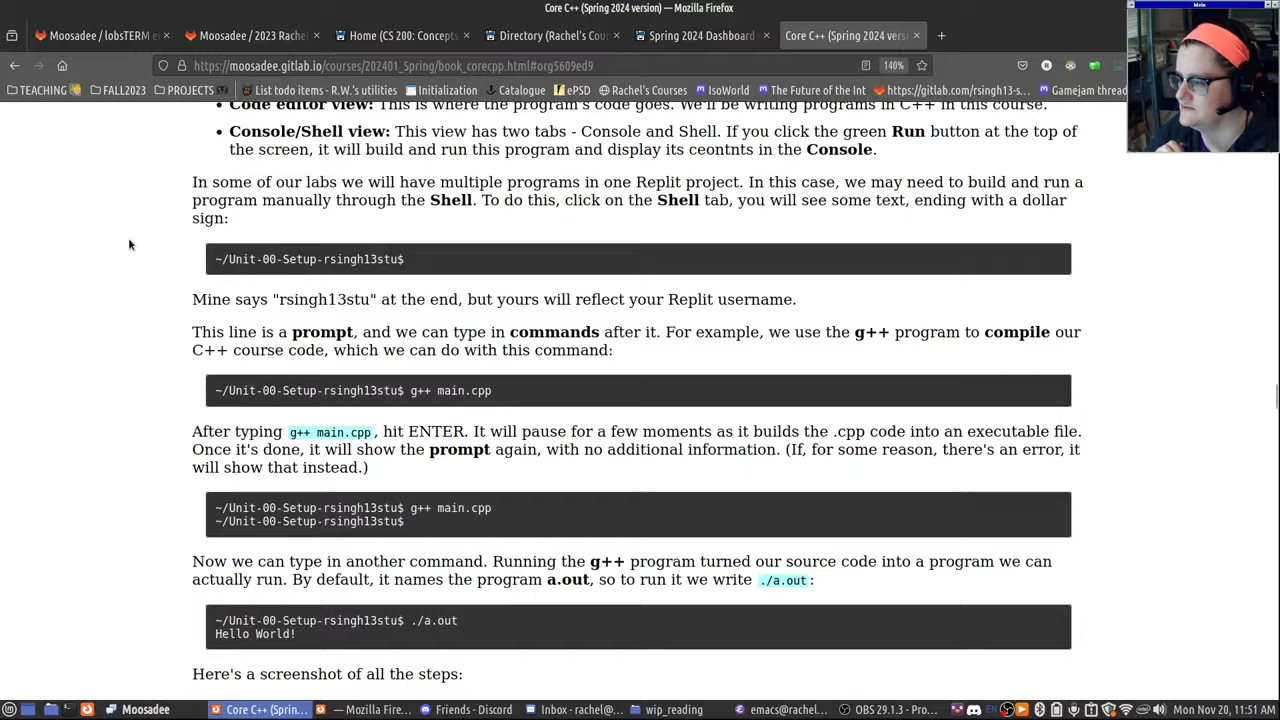 Core C++ (Spring 2024 version) — Mozilla Firefox
Main
Moosadee / lobsTERM e
Moosadee / 2023 Rachel
Home (CS 200: Concepts
Directory (Rachel's Cou
Spring 2024 Dashboard
Core C++ (Spring 2024 versi
https://moosadee.gitlab.io/courses/202401_Spring/book_corecpp.html#org5609ed9
140%
TEACHING
FALL2023
PROJECTS
List todo items - R.W.'s utilities
Initialization
Catalogue
ePSD
Rachel's Courses
IsoWorld
The Future of the Int
https://gitlab.com/rsingh13-s...
Gamejam thread
• Code editor view: This is where the program's code goes. We'll be writing programs in C++ in this course.
• Console/Shell view: This view has two tabs - Console and Shell. If you click the green Run button at the top of
the screen, it will build and run this program and display its ceontnts in the Console.
In some of our labs we will have multiple programs in one Replit project. In this case, we may need to build and run a
program manually through the Shell. To do this, click on the Shell tab, you will see some text, ending with a dollar
sign:
~/Unit-00-Setup-rsingh13stu$
Mine says "rsingh13stu" at the end, but yours will reflect your Replit username.
This line is a prompt, and we can type in commands after it. For example, we use the g++ program to compile our
C++ course code, which we can do with this command:
~/Unit-00-Setup-rsingh13stu$ g++ main.cpp
After typing g++ main.cpp, hit ENTER. It will pause for a few moments as it builds the .cpp code into an executable file.
Once it's done, it will show the prompt again, with no additional information. (If, for some reason, there's an error, it
will show that instead.)
~/Unit-00-Setup-rsingh13stu$ g++ main.cpp
~/Unit-00-Setup-rsingh13stu$
Now we can type in another command. Running the g++ program turned our source code into a program we can
actually run. By default, it names the program a.out, so to run it we write ./a.out:
~/Unit-00-Setup-rsingh13stu$ ./a.out
Hello World!
Here's a screenshot of all the steps:
Moosadee
Core C++ (Sprin...
— Mozilla Fire...
Friends - Discord
Inbox - rachel@...
wip_reading
emacs@rachel...
OBS 29.1.3 - Pro...
EN
Mon Nov 20, 11:51 AM